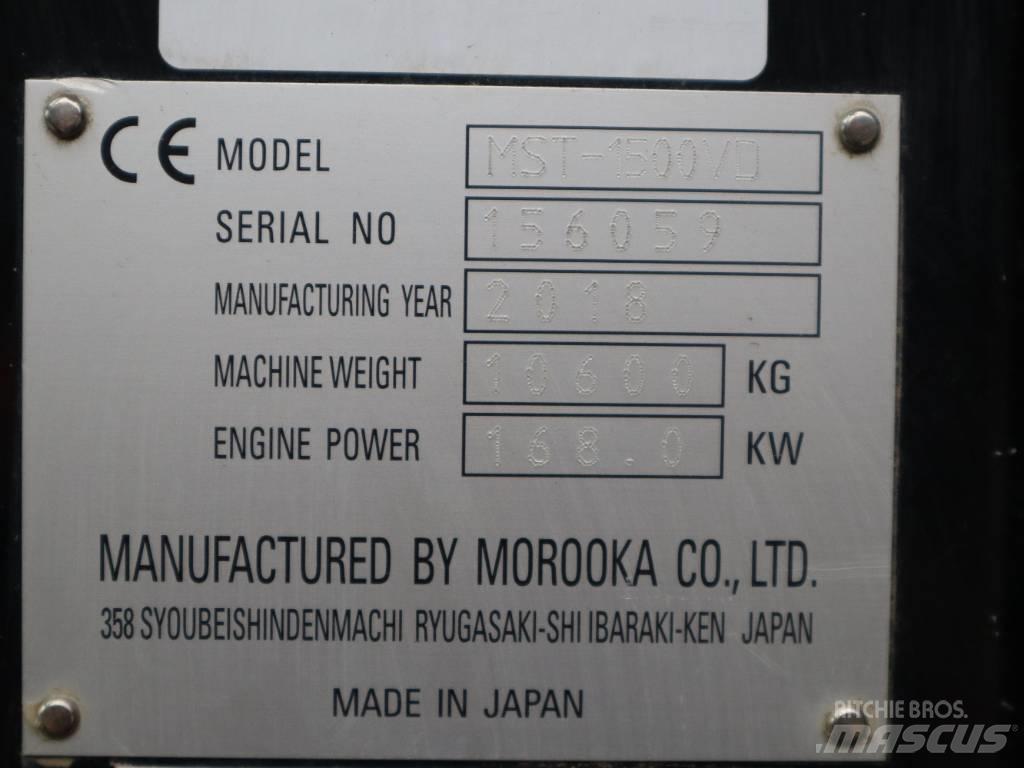 CE MODEL MST-1500VD
SERIAL NO 156059
MANUFACTURING YEAR 2018
MACHINE WEIGHT 10600 KG
ENGINE POWER 168.0 KW
MANUFACTURED BY MOROOKA CO., LTD.
358 SYOUBEISHINDENMACHI RYUGASAKI-SHI IBARAKI-KEN JAPAN
MADE IN JAPAN
RITCHIE BROS.
MASCUS